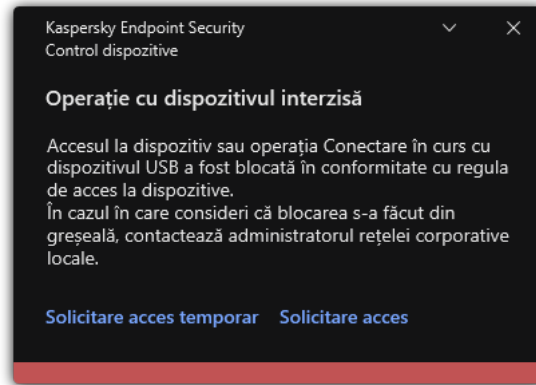 Kaspersky Endpoint Security
Control dispozitive
Operație cu dispozitivul interzisă
Accesul la dispozitiv sau operația Conectare în curs cu
dispozitivul USB a fost blocată în conformitate cu regula
de acces la dispozitive.
În cazul în care consideri că blocarea s-a făcut din
greșeală, contactează administratorul rețelei corporative
locale.
Solicitare acces temporar Solicitare acces